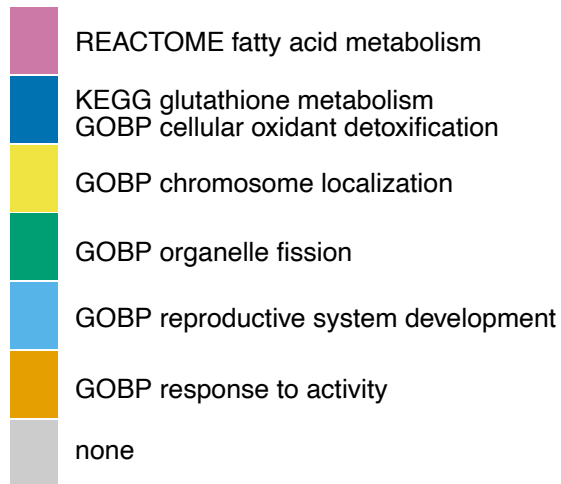 REACTOME fatty acid metabolism
KEGG glutathione metabolism
GOBP cellular oxidant detoxification
GOBP chromosome localization
GOBP organelle fission
GOBP reproductive system development
GOBP response to activity
none